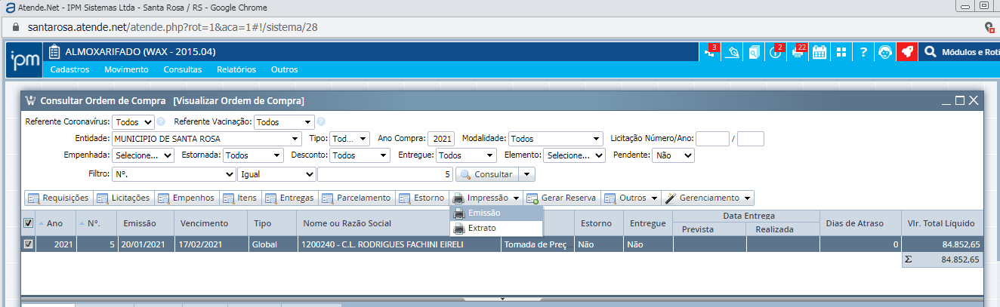 Atende.Net - IPM Sistemas Ltda - Santa Rosa / RS - Google Chrome
santarosa.atende.net/atende.php?rot=1&aca=1#!/sistema/28
ipm ALMOXARIFADO (WAX - 2015.04) 3 2 22 ? Módulos e Roti
Cadastros Movimento Consultas Relatórios Outros
Consultar Ordem de Compra [Visualizar Ordem de Compra]
Referente Coronavírus: Todos ? Referente Vacinação: Todos ?
Entidade: MUNICIPIO DE SANTA ROSA Tipo: Tod... Ano Compra: 2021 Modalidade: Todos Licitação Número/Ano: /
Empenhada: Selecione... Estornada: Todos Desconto: Todos Entregue: Todos Elemento: Selecione... Pendente: Não
Filtro: Nº. Igual 5 Consultar
Requisições Licitações Empenhos Itens Entregas Parcelamento Estorno Impressão Gerar Reserva Outros Gerenciamento
Emissão
Extrato
Ano Nº. Emissão Vencimento Tipo Nome ou Razão Social Estorno Entregue Data Entrega Dias de Atraso Vlr. Total Líquido
Prevista Realizada
2021 5 20/01/2021 17/02/2021 Global 1200240 - C.L. RODRIGUES FACHINI EIRELI Tomada de Preç... Não Não 0 84.852,65
Σ 84.852,65